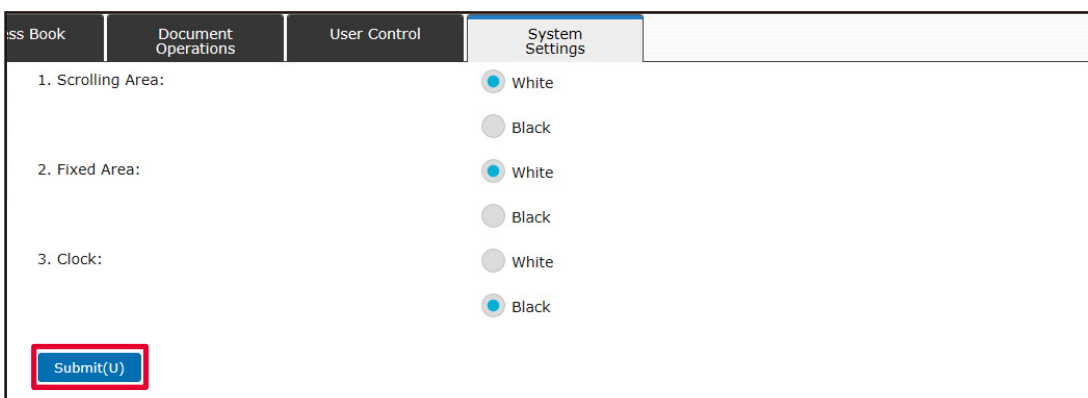 ss Book
Document
Operations
User Control
System
Settings
1. Scrolling Area:
White
Black
2. Fixed Area:
White
Black
3. Clock:
White
Black
Submit(U)